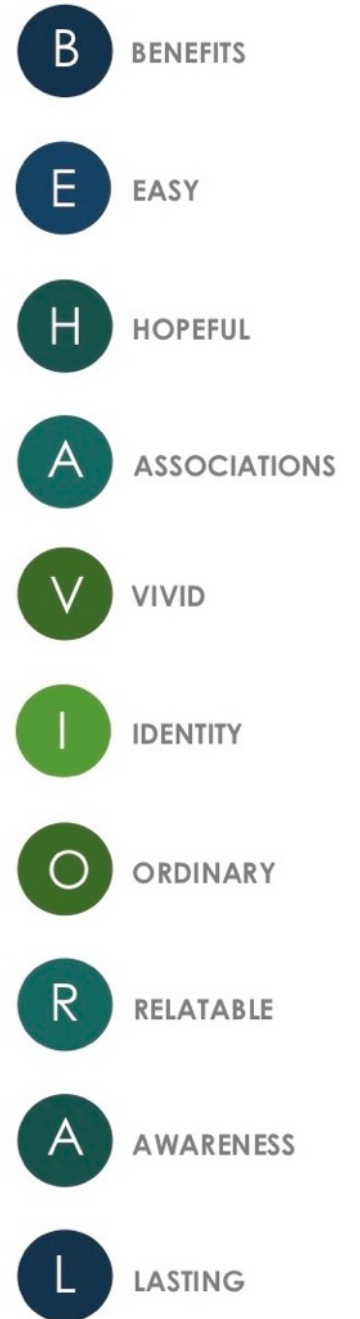 B BENEFITS
E EASY
H HOPEFUL
A ASSOCIATIONS
V VIVID
I IDENTITY
O ORDINARY
R RELATABLE
A AWARENESS
L LASTING